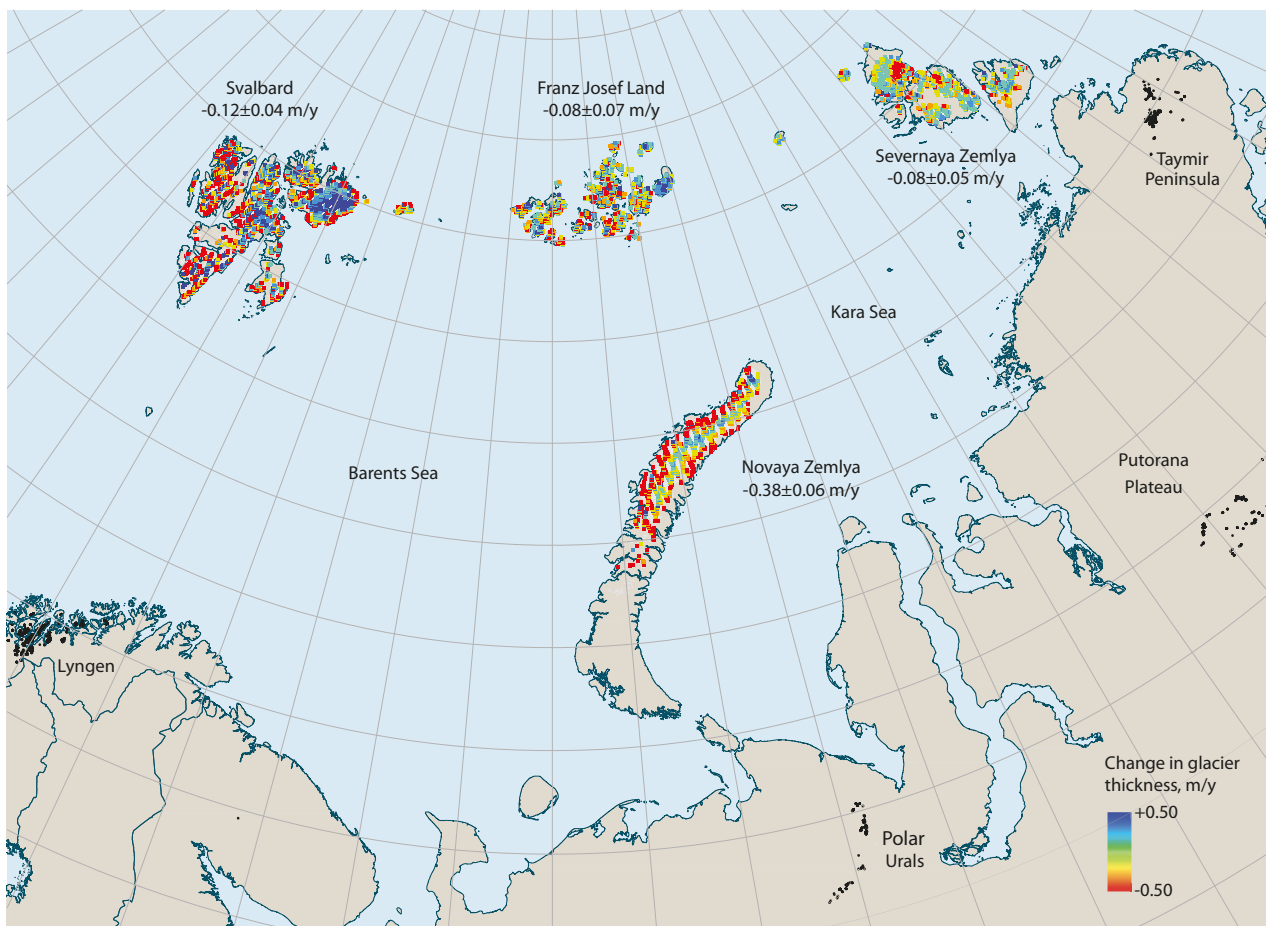 Svalbard
-0.12±0.04 m/y
Franz Josef Land
-0.08±0.07 m/y
Severnaya Zemlya
-0.08±0.05 m/y
Taymir
Peninsula
Kara Sea
Barents Sea
Novaya Zemlya
-0.38±0.06 m/y
Putorana
Plateau
Lyngen
Polar
Urals
Change in glacier
thickness, m/y
+0.50
-0.50